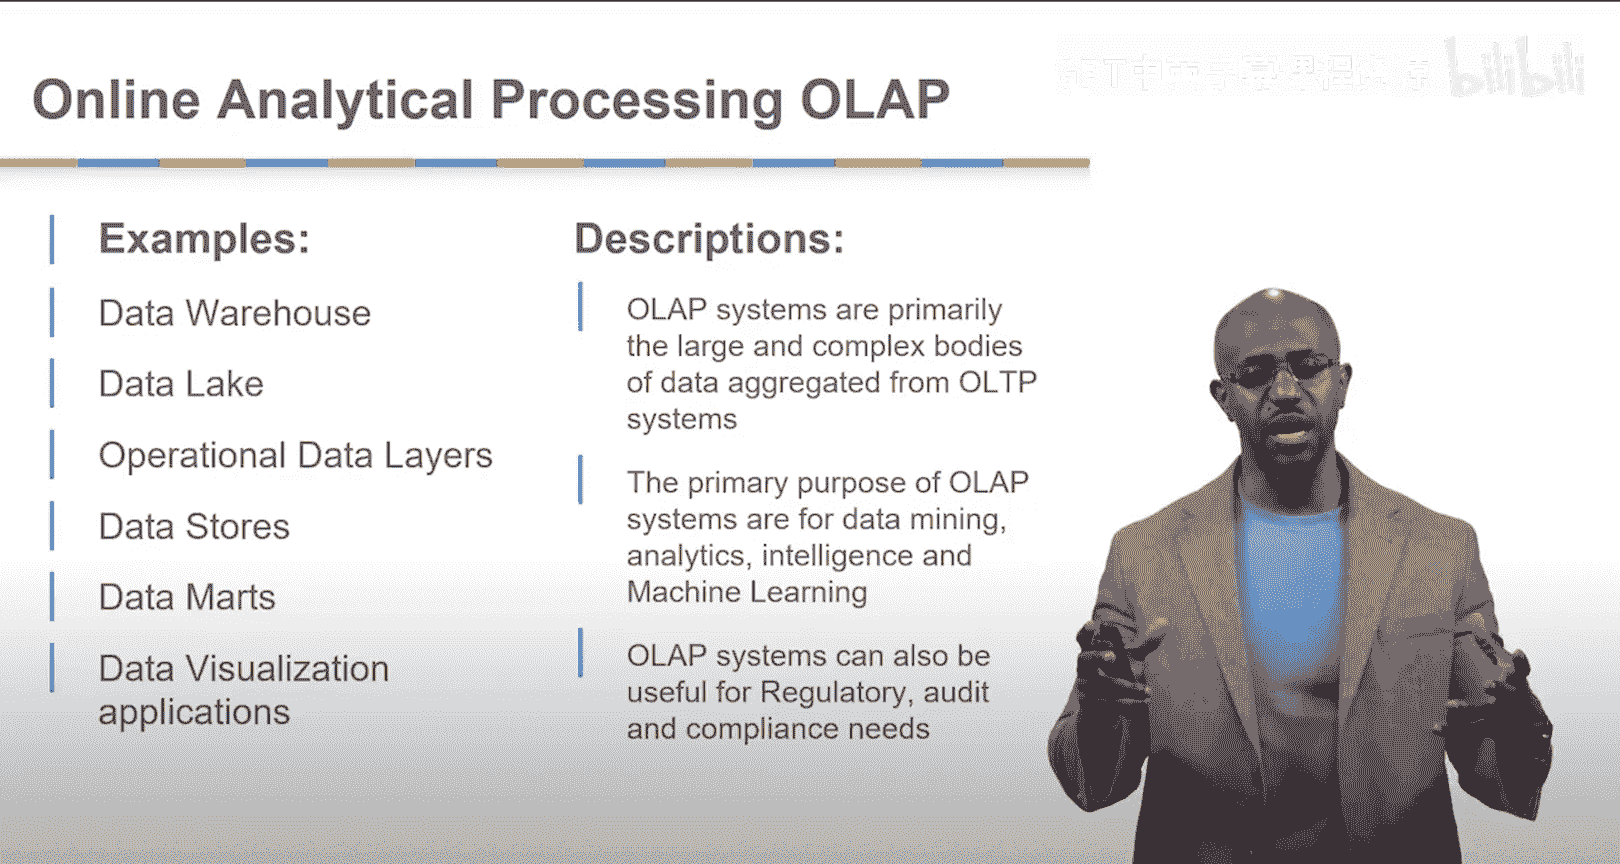 Online Analytical Processing OLAP
bilibili
Examples:
Data Warehouse
Data Lake
Operational Data Layers
Data Stores
Data Marts
Data Visualization
applications
Descriptions:
OLAP systems are primarily
the large and complex bodies
of data aggregated from OLTP
systems
The primary purpose of OLAP
systems are for data mining,
analytics, intelligence and
Machine Learning
OLAP systems can also be
useful for Regulatory, audit
and compliance needs